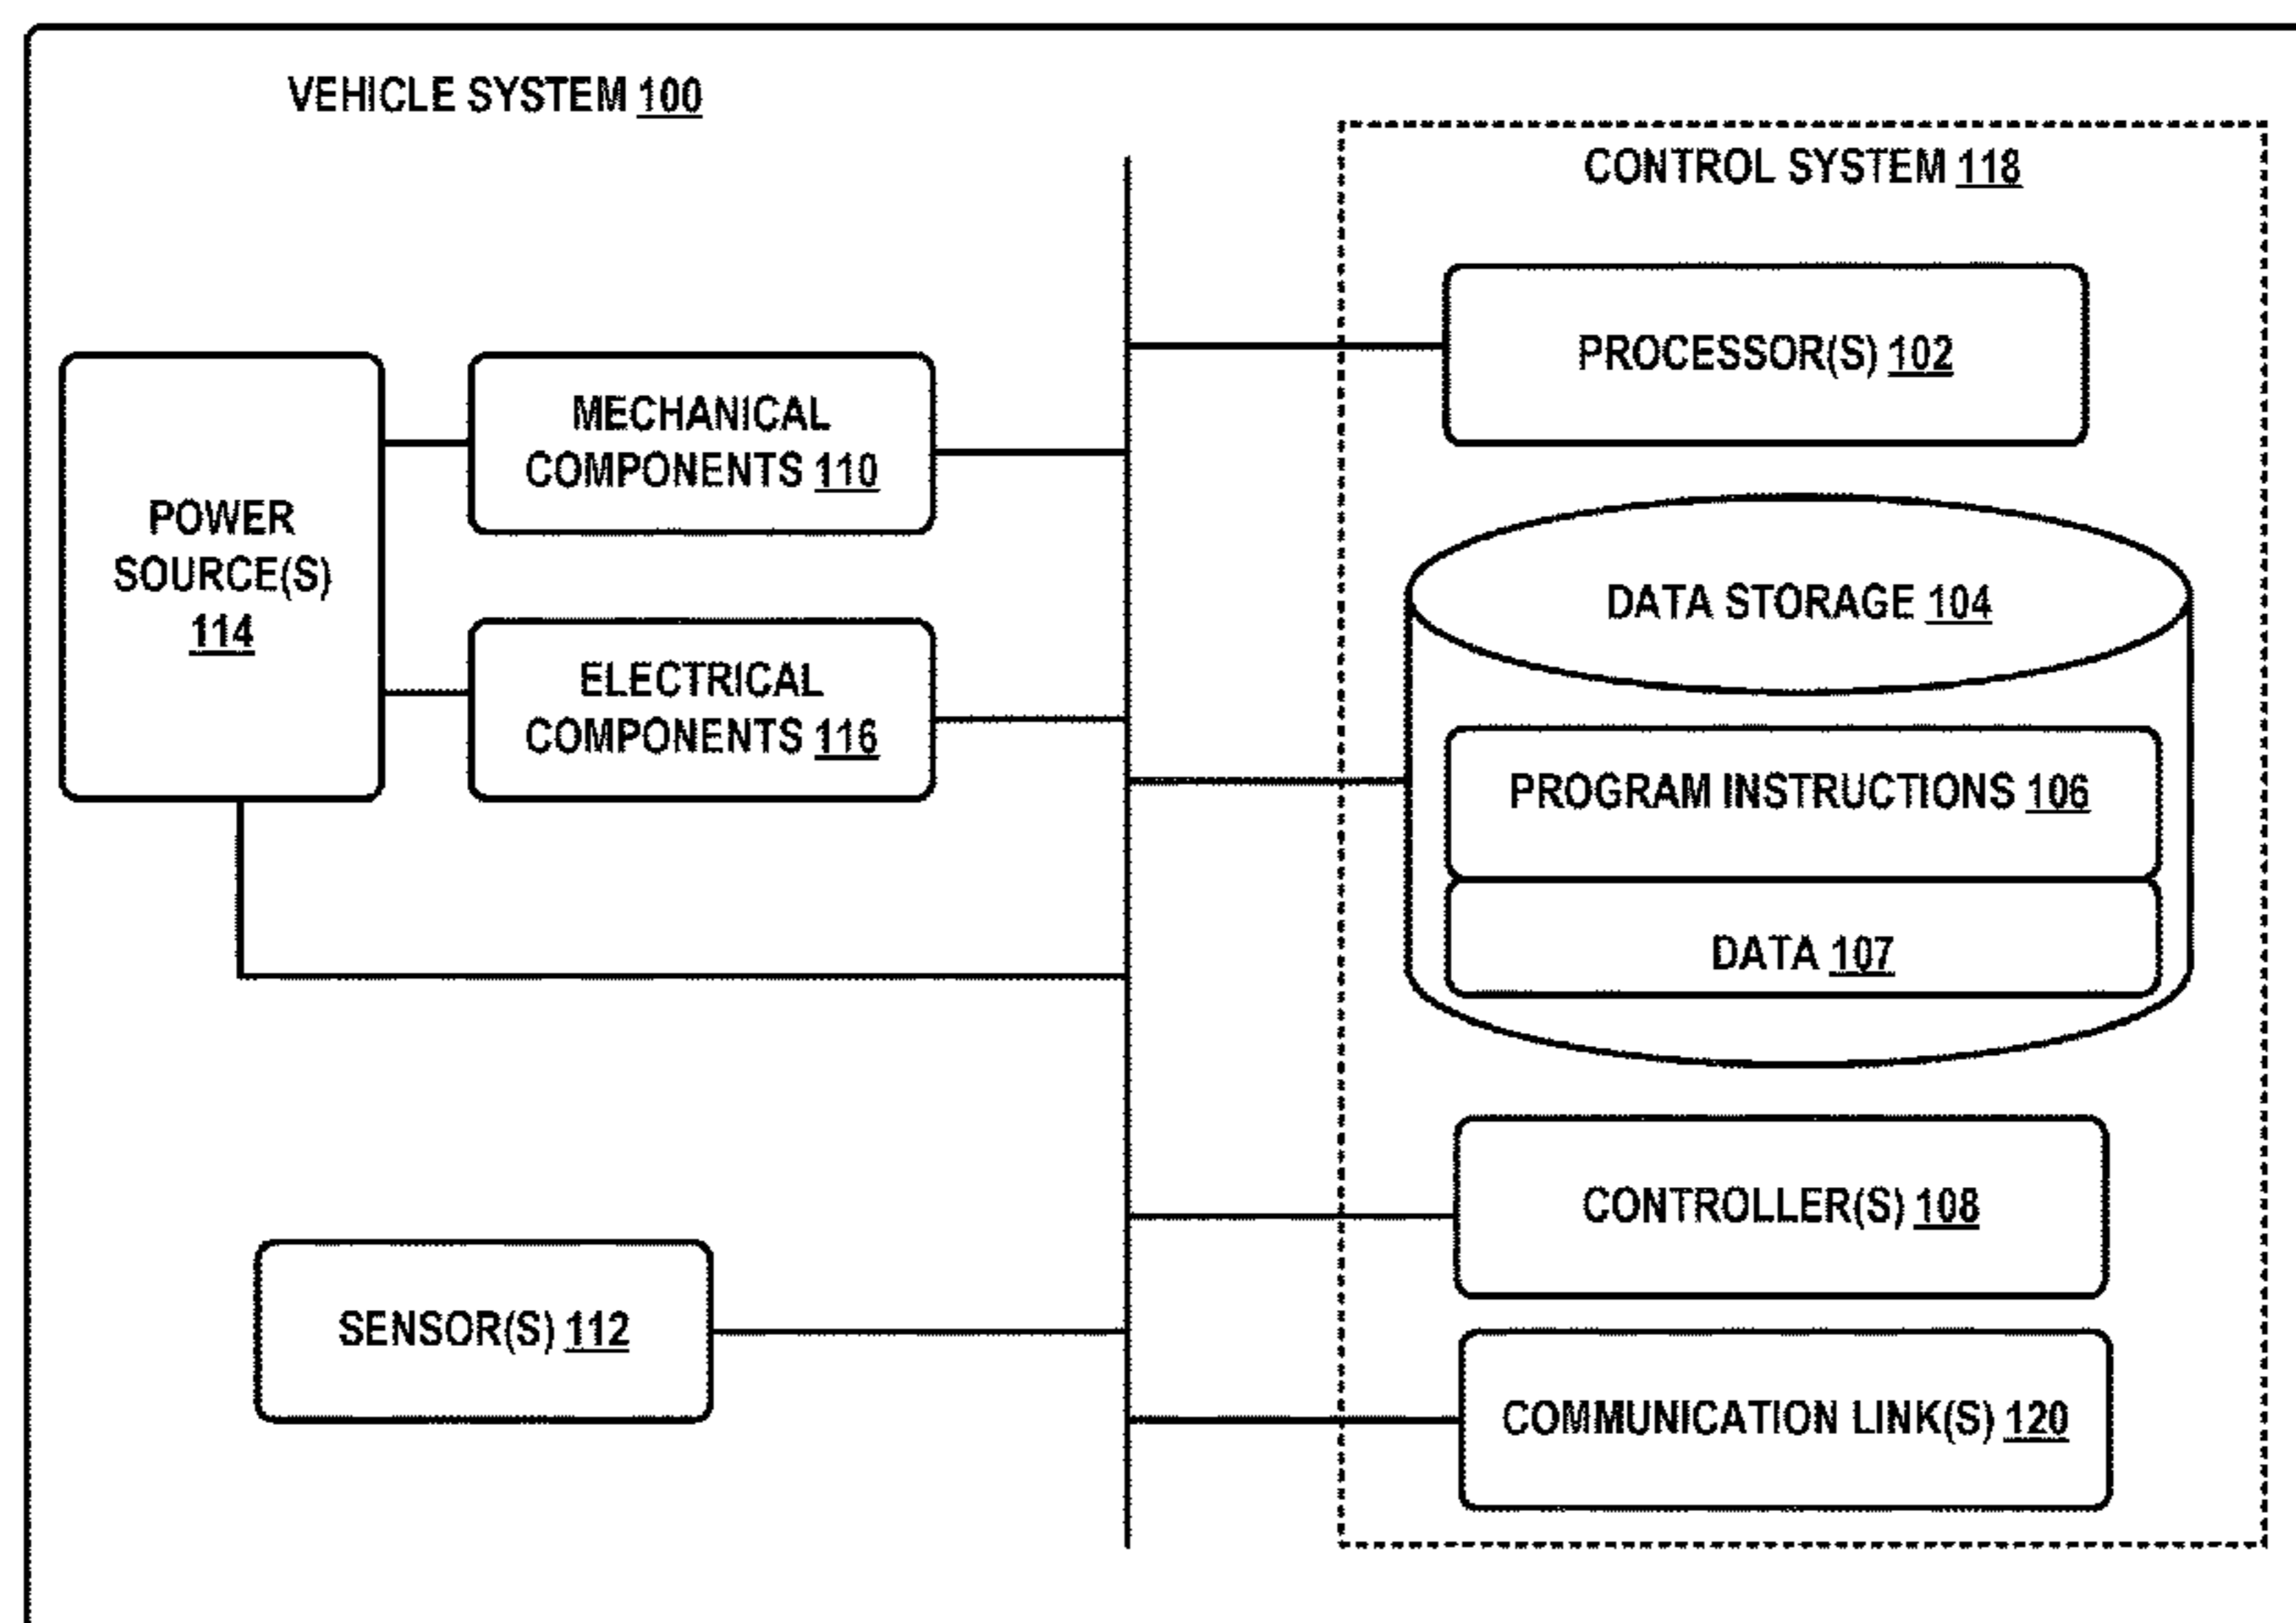 VEHICLE SYSTEM 100
CONTROL SYSTEM 118
PROCESSOR(S) 102
MECHANICAL
COMPONENTS 110
POWER
SOURCE(S)
114
DATA STORAGE 104
ELECTRICAL
COMPONENTS 116
PROGRAM INSTRUCTIONS 106
DATA 107
CONTROLLER(S) 108
SENSOR(S) 112
COMMUNICATION LINK(S) 120